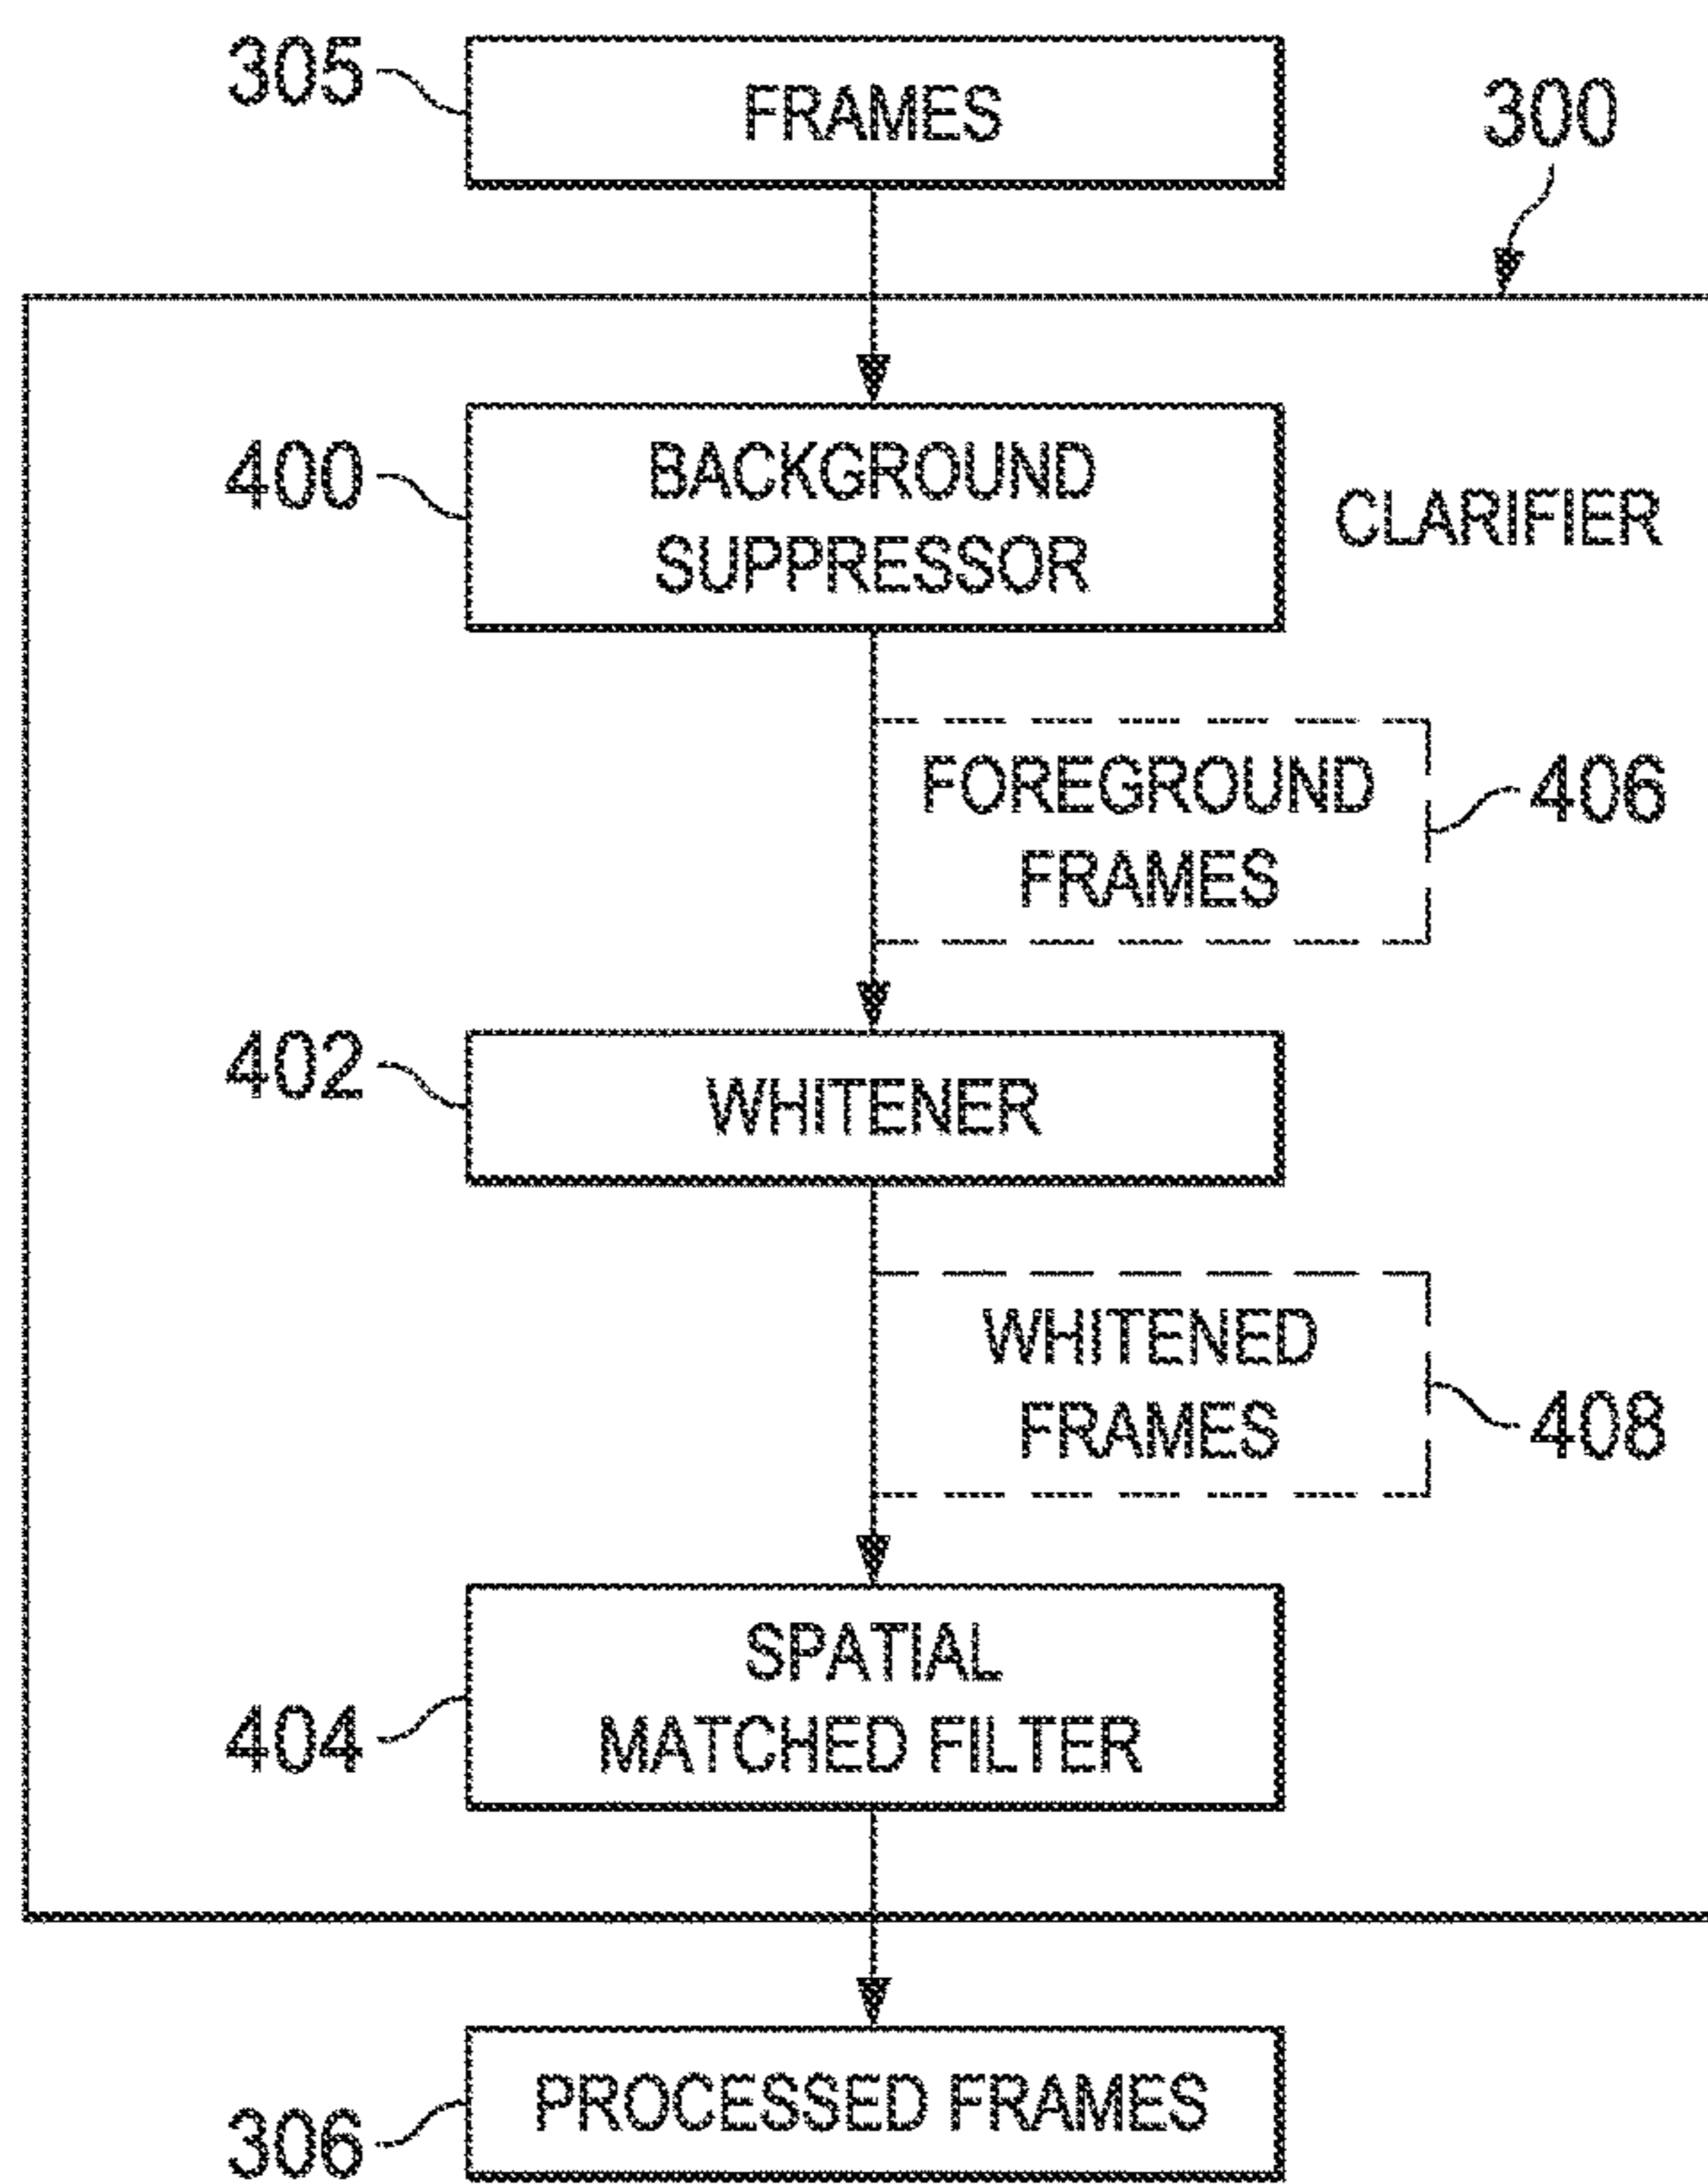 305
FRAMES
300
400
BACKGROUND
SUPPRESSOR
CLARIFIER
FOREGROUND
FRAMES
406
402
WHITENER
WHITENED
FRAMES
408
SPATIAL
MATCHED FILTER
404
PROCESSED FRAMES
306